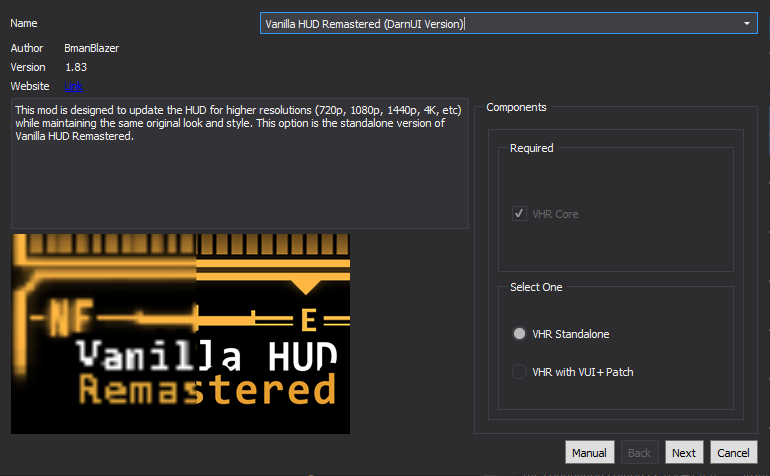 Name
Vanilla HUD Remastered (DarnUI Version)
Author BmanBlazer
Version 1.83
Website Link
This mod is designed to update the HUD for higher resolutions (720p, 1080p, 1440p, 4K, etc)
while maintaining the same original look and style. This option is the standalone version of
Vanilla HUD Remastered.
NF
E
Vanilla HUD
Remastered
Components
Required
VHR Core
Select One
VHR Standalone
VHR with VUI+ Patch
Manual
Back
Next
Cancel